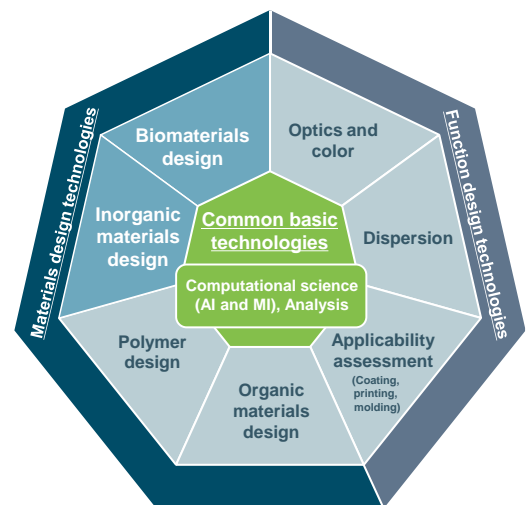 Materials design technologies
Function design technologies
Biomaterials
design
Optics and
color
Inorganic
materials
design
Common basic
technologies
Dispersion
Computational science
(AI and MI), Analysis
Polymer
design
Organic
materials
design
Applicability
assessment
(Coating,
printing,
molding)